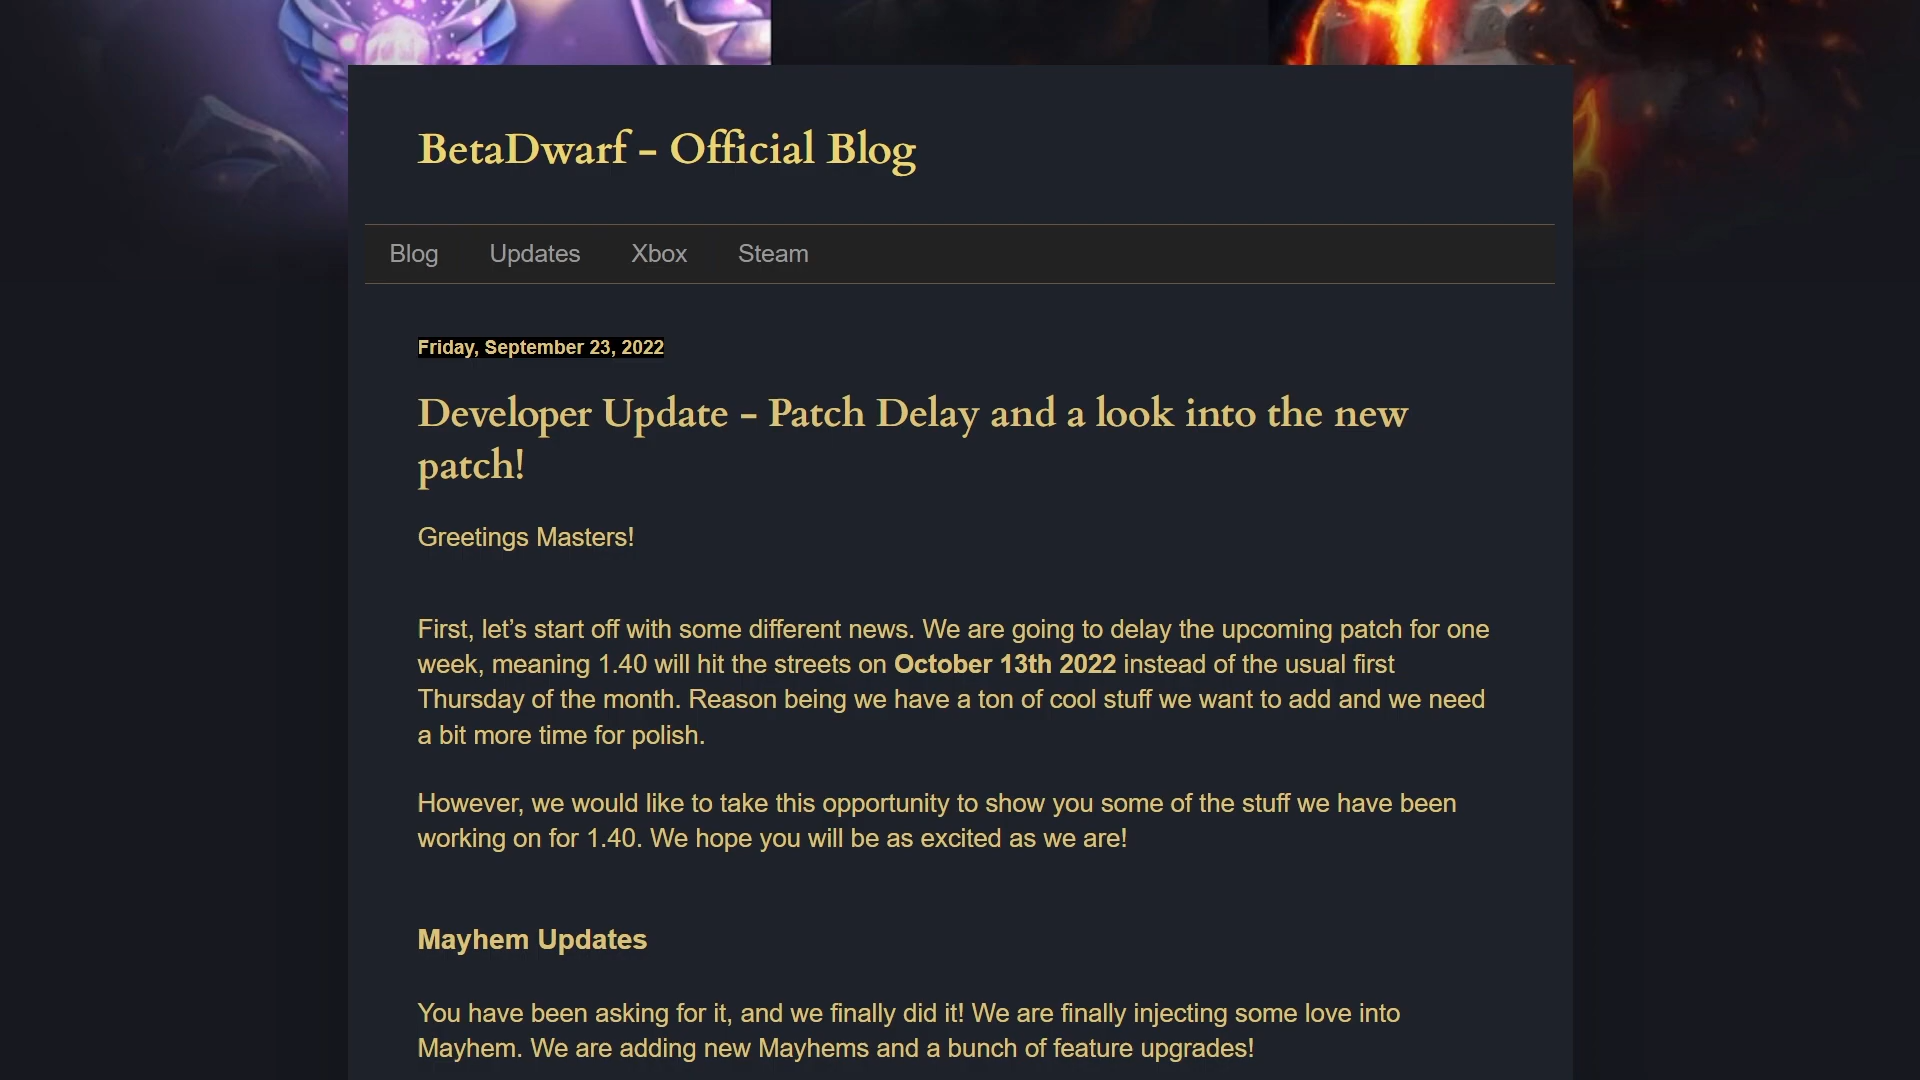 BetaDwarf - Official Blog
Blog Updates Xbox Steam
Friday, September 23, 2022
Developer Update - Patch Delay and a look into the new
patch!
Greetings Masters!
First, let’s start off with some different news. We are going to delay the upcoming patch for one
week, meaning 1.40 will hit the streets on October 13th 2022 instead of the usual first
Thursday of the month. Reason being we have a ton of cool stuff we want to add and we need
a bit more time for polish.
However, we would like to take this opportunity to show you some of the stuff we have been
working on for 1.40. We hope you will be as excited as we are!
Mayhem Updates
You have been asking for it, and we finally did it! We are finally injecting some love into
Mayhem. We are adding new Mayhems and a bunch of feature upgrades!